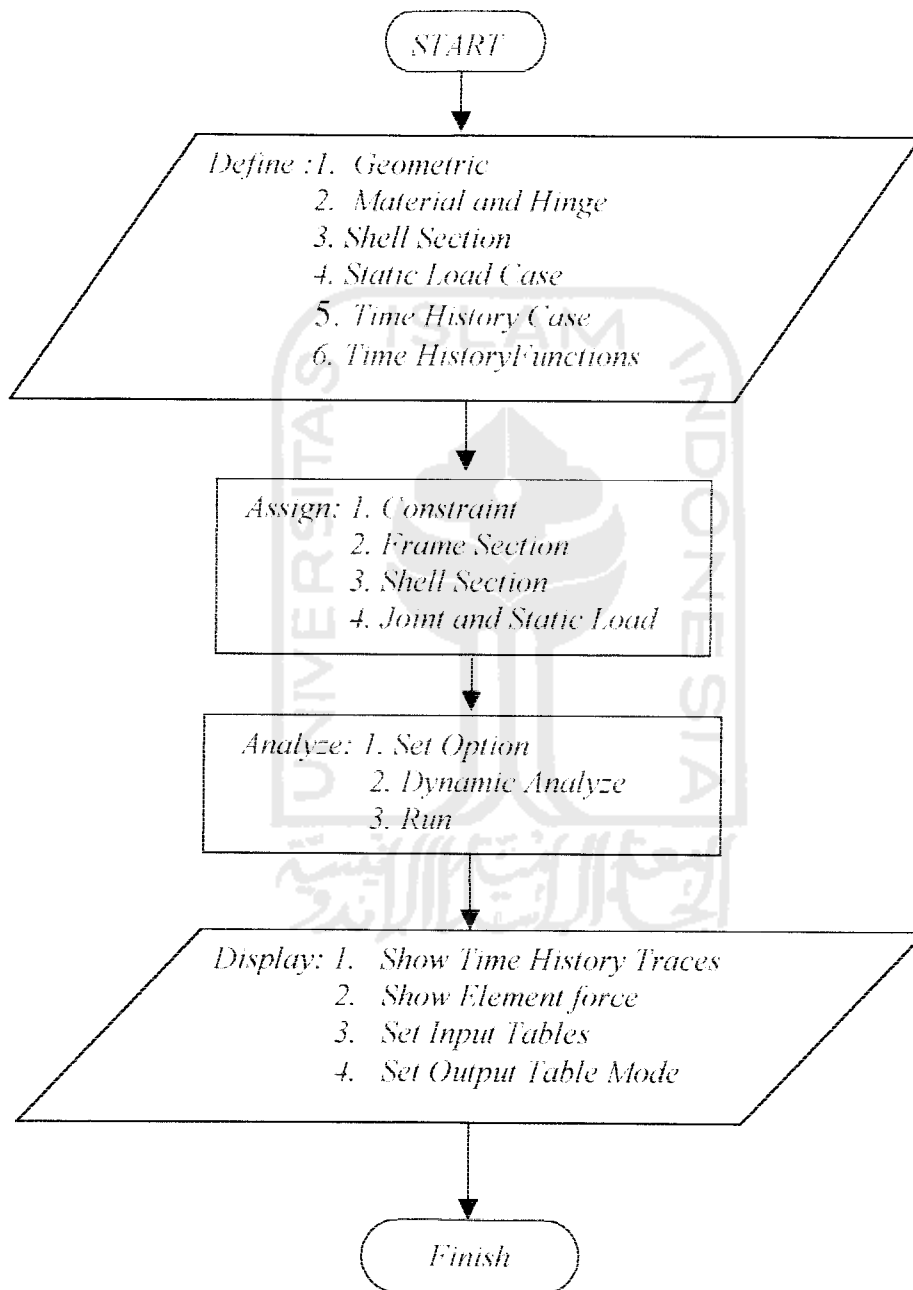 START
Define :1. Geometric
2. Material and Hinge
3. Shell Section
4. Static Load Case
5. Time History Case
6. Time HistoryFunctions
Assign: 1. Constraint
2. Frame Section
3. Shell Section
4. Joint and Static Load
Analyze: 1. Set Option
2. Dynamic Analyze
3. Run
Display: 1. Show Time History Traces
2. Show Element force
3. Set Input Tables
4. Set Output Table Mode
Finish
UNIVERSITAS
ISLAM
INDONESIA